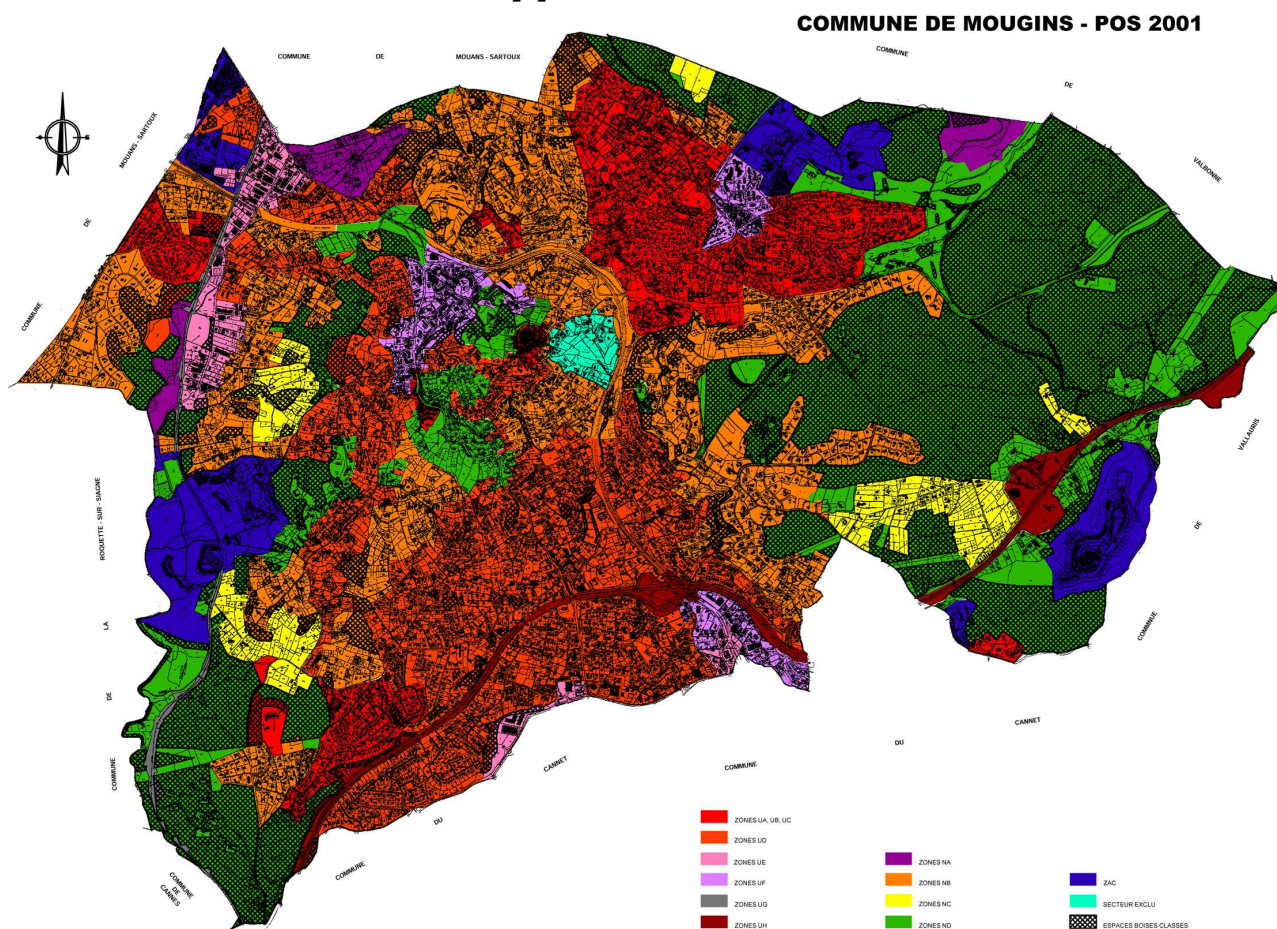 COMMUNE DE MOUGINS - POS 2001
COMMUNE DE MOUANS - SARTOUX
COMMUNE
DE
VALBONNE
MOUANS - SARTOUX
DE
COMMUNE
VALLAURIS
DE
COMMUNE
ROQUETTE - SUR - SIAGNE
LA
DE
COMMUNE
CANNET
DU
COMMUNE
CANNET
DU
COMMUNE
COMMUNE
DE
CANNES
ZONES UA, UB, UC
ZONES UD
ZONES UE
ZONES UF
ZONES UG
ZONES UH
ZONES NA
ZONES NB
ZONES NC
ZONES ND
ZAC
SECTEUR EXCLU
ESPACES BOISES CLASSES